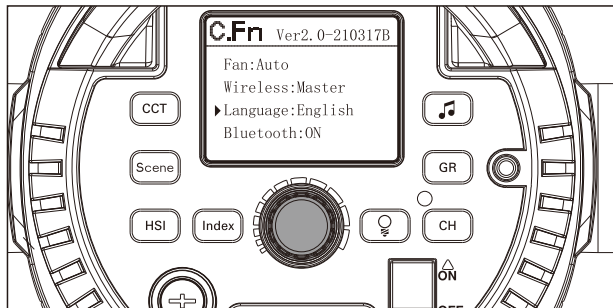 C.Fn Ver2.0-210317B
Fan:Auto
Wireless:Master
Language:English
Bluetooth:ON
CCT
Scene
GR
HSI
Index
CH
ON
OFF